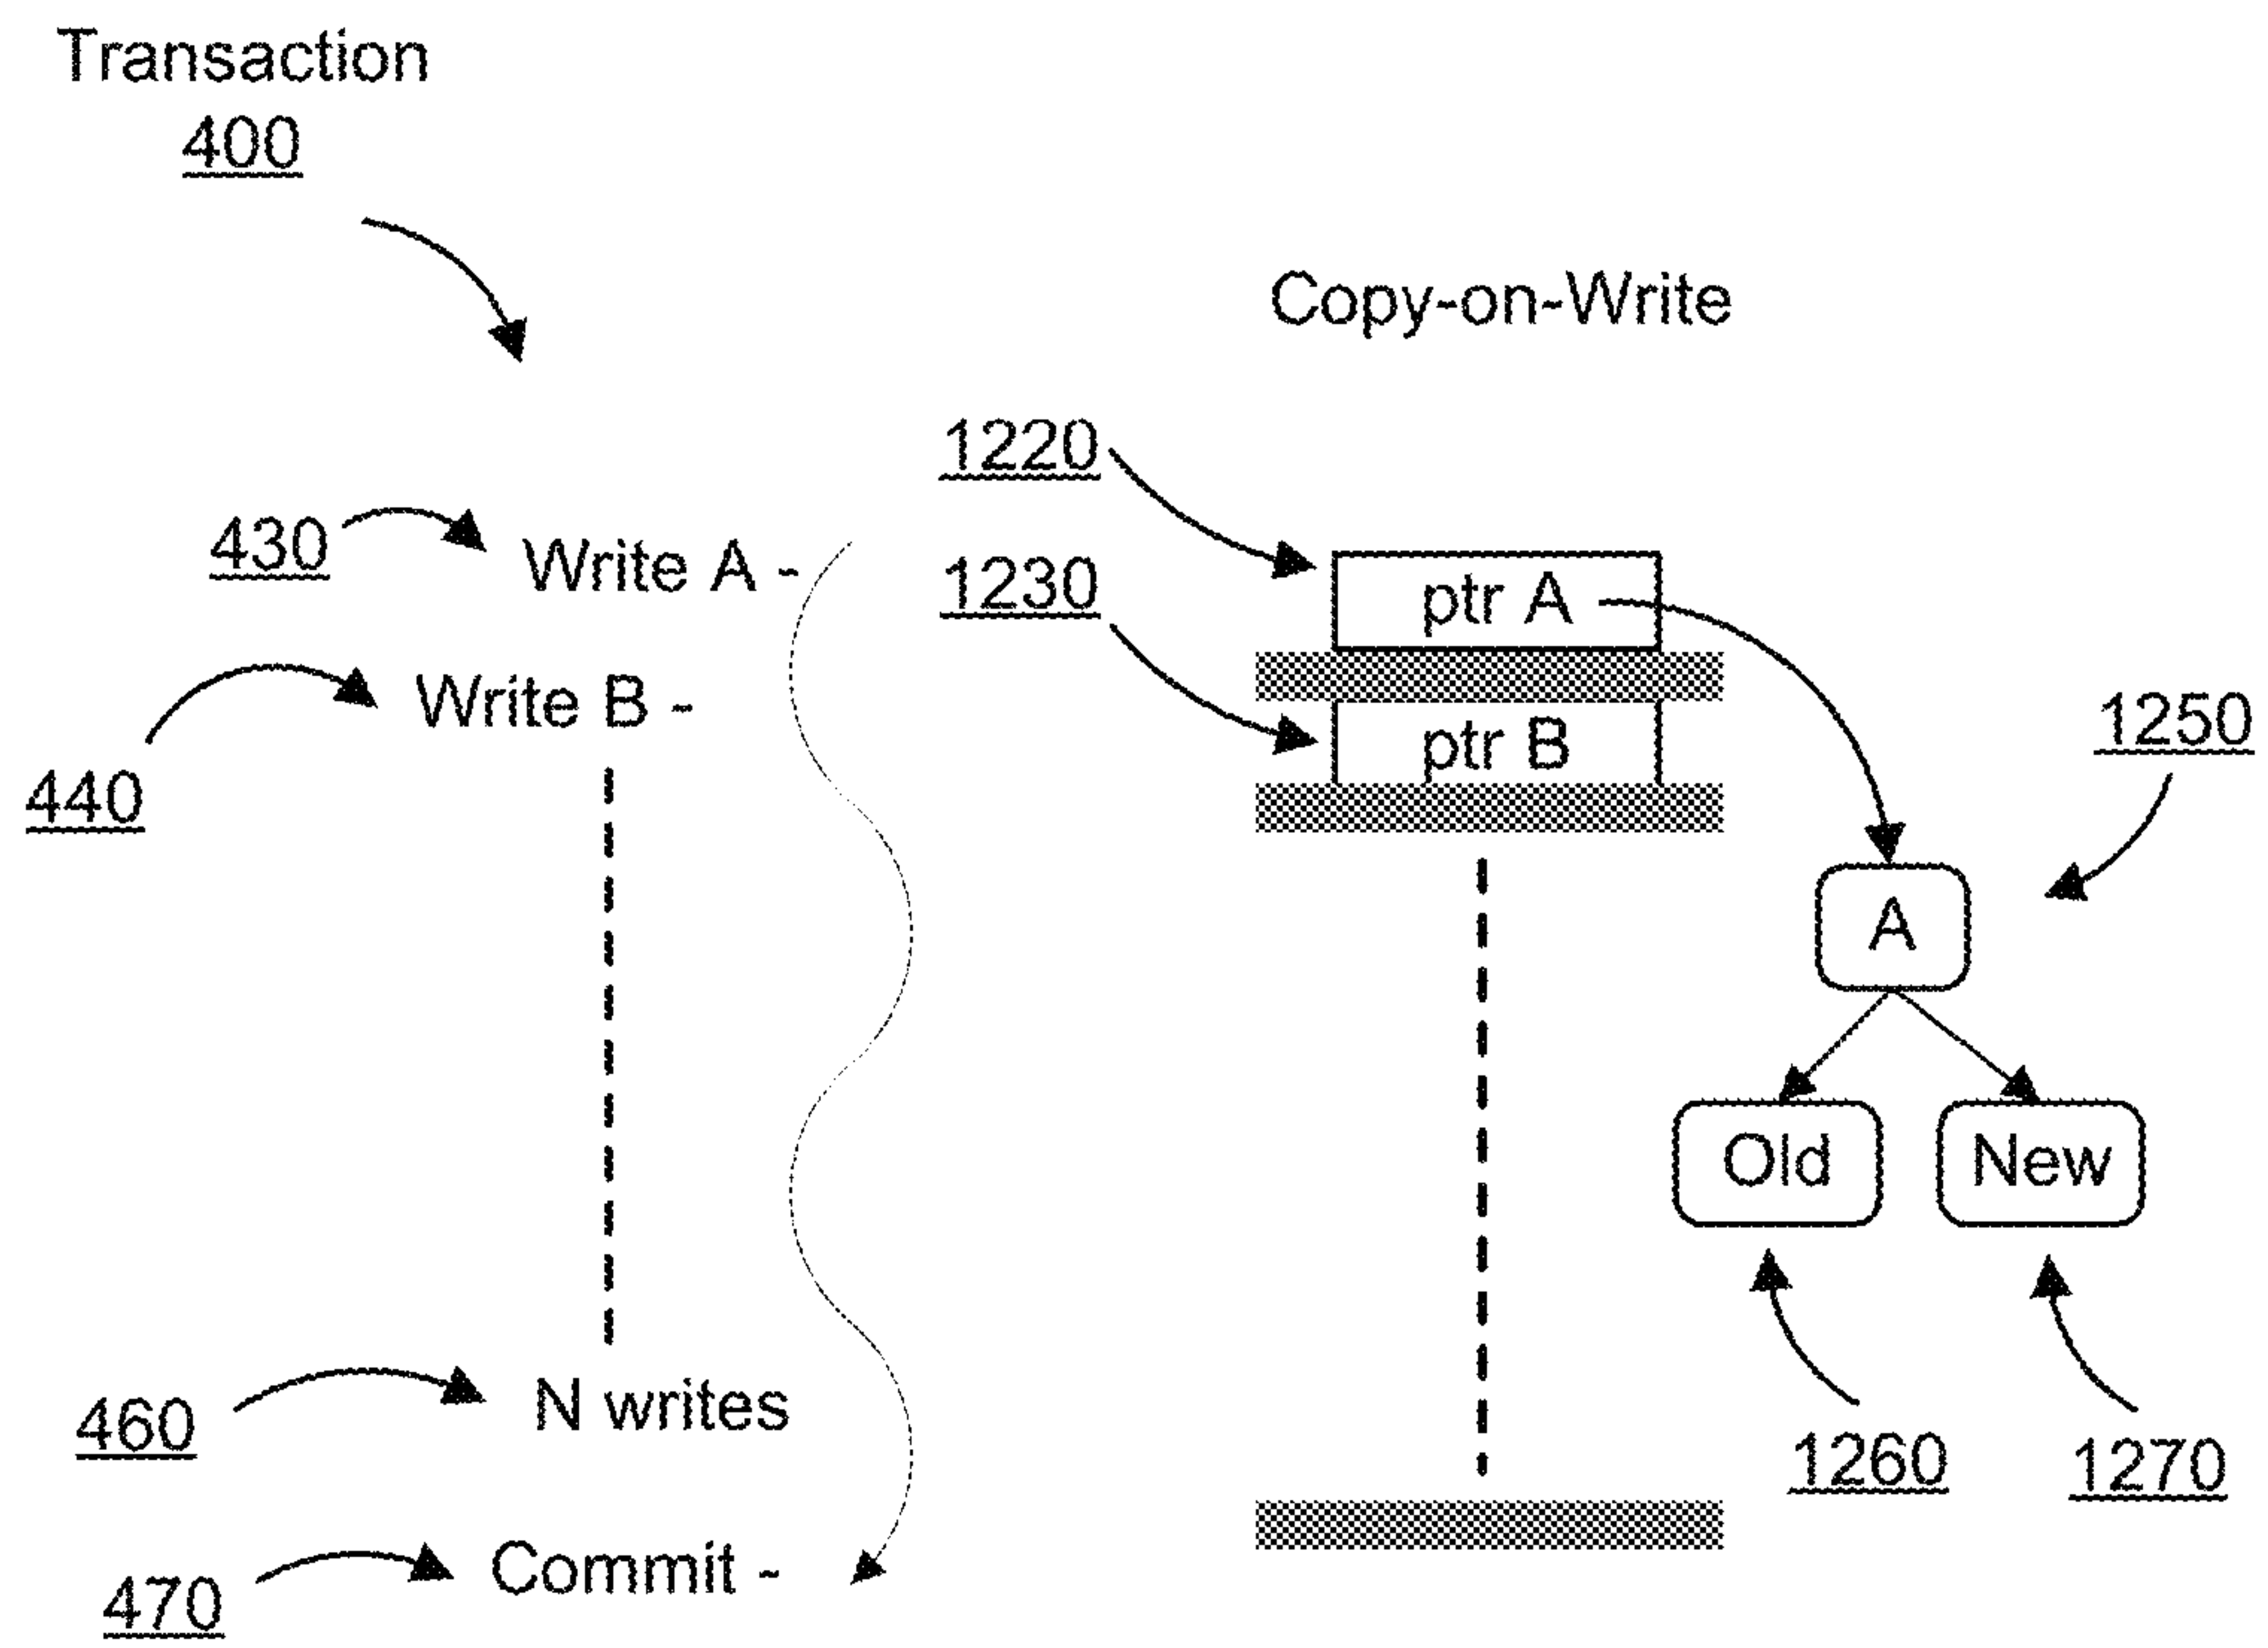 Transaction
400
Copy-on-Write
1220
430
Write A -
1230
ptr A
440
Write B -
ptr B
1250
A
Old
New
460
N writes
1260
1270
470
Commit -